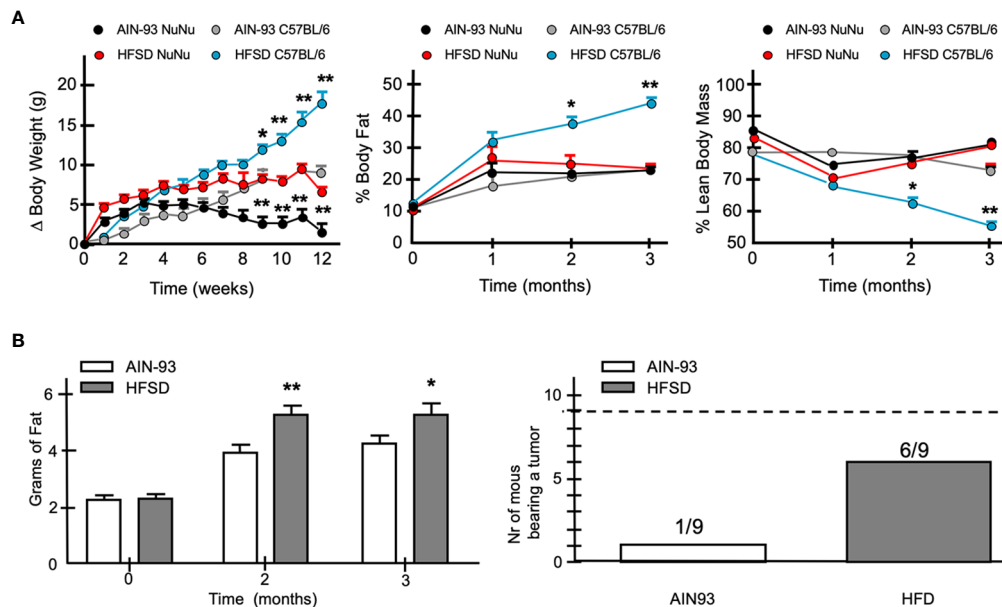 A
AIN-93 NuNu
AIN-93 C57BL/6
HFSD NuNu
HFSD C57BL/6
Δ Body Weight (g)
20
15
10
5
0
**
**
**
*
**
**
**
**
0
2
4
6
8
10
12
Time (weeks)
AIN-93 NuNu
AIN-93 C57BL/6
HFSD NuNu
HFSD C57BL/6
% Body Fat
50
40
30
20
10
0
*
**
0
1
2
3
Time (months)
AIN-93 NuNu
AIN-93 C57BL/6
HFSD NuNu
HFSD C57BL/6
% Lean Body Mass
100
90
80
70
60
50
*
**
0
1
2
3
Time (months)
B
AIN-93
HFSD
Grams of Fat
6
4
2
0
**
*
0
2
3
Time (months)
AIN-93
HFSD
Nr of mous
bearing a tumor
10
5
0
1/9
6/9
AIN93
HFD